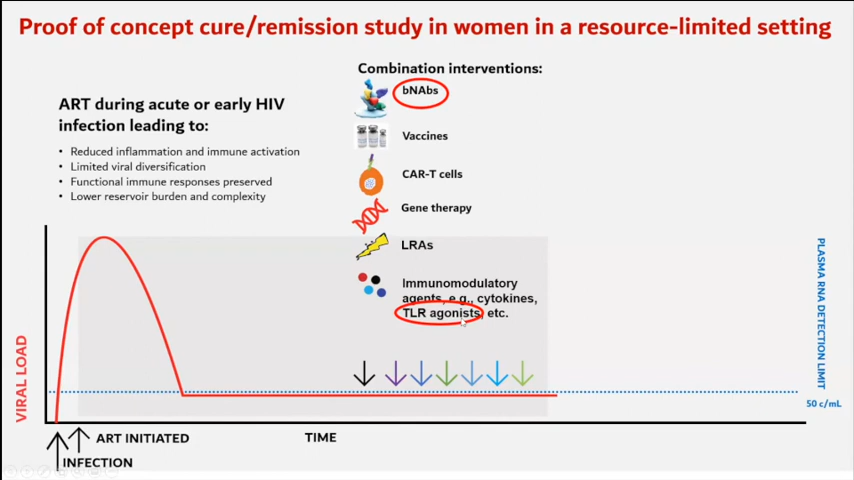 Proof of concept cure/remission study in women in a resource-limited setting
Combination interventions:
ART during acute or early HIV
infection leading to:
• Reduced inflammation and immune activation
• Limited viral diversification
• Functional immune responses preserved
• Lower reservoir burden and complexity
bNAbs
Vaccines
CAR-T cells
Gene therapy
LRAs
Immunomodulatory
agents, e.g., cytokines,
TLR agonists, etc.
VIRAL LOAD
PLASMA RNA DETECTION LIMIT
50 c/mL
ART INITIATED
TIME
INFECTION